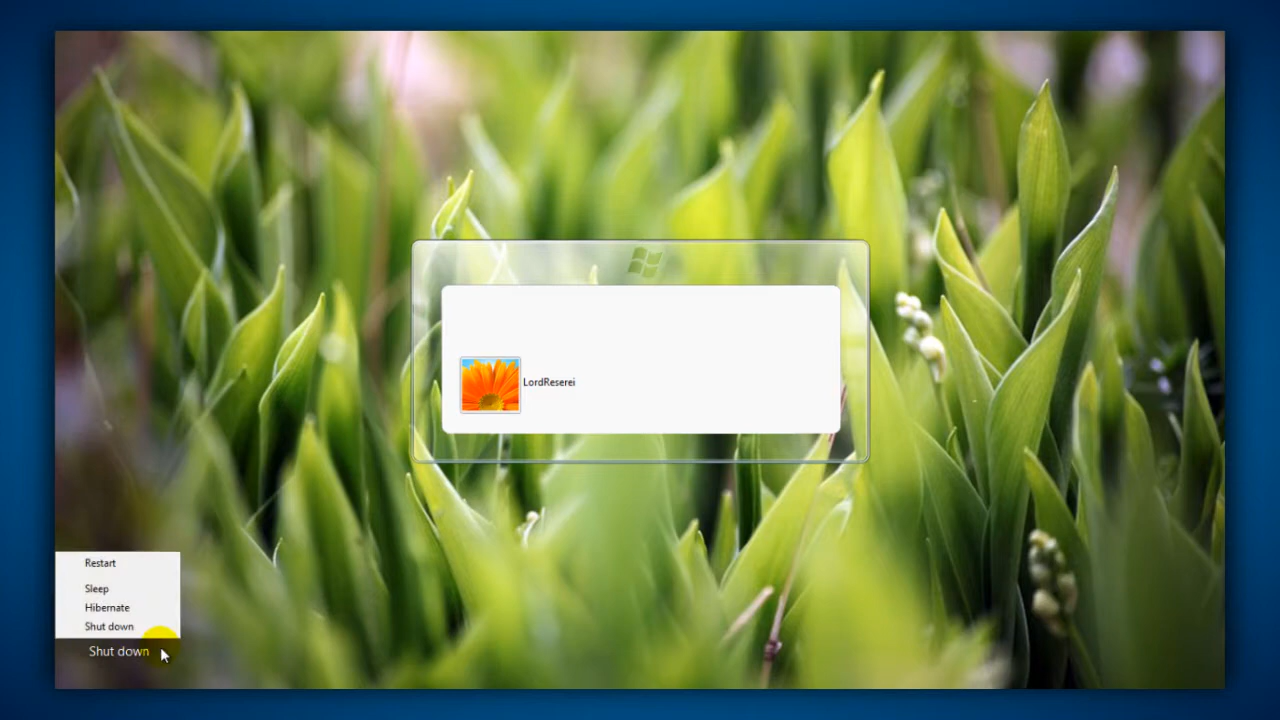 LordReserei
Restart
Sleep
Hibernate
Shut down
Shut down